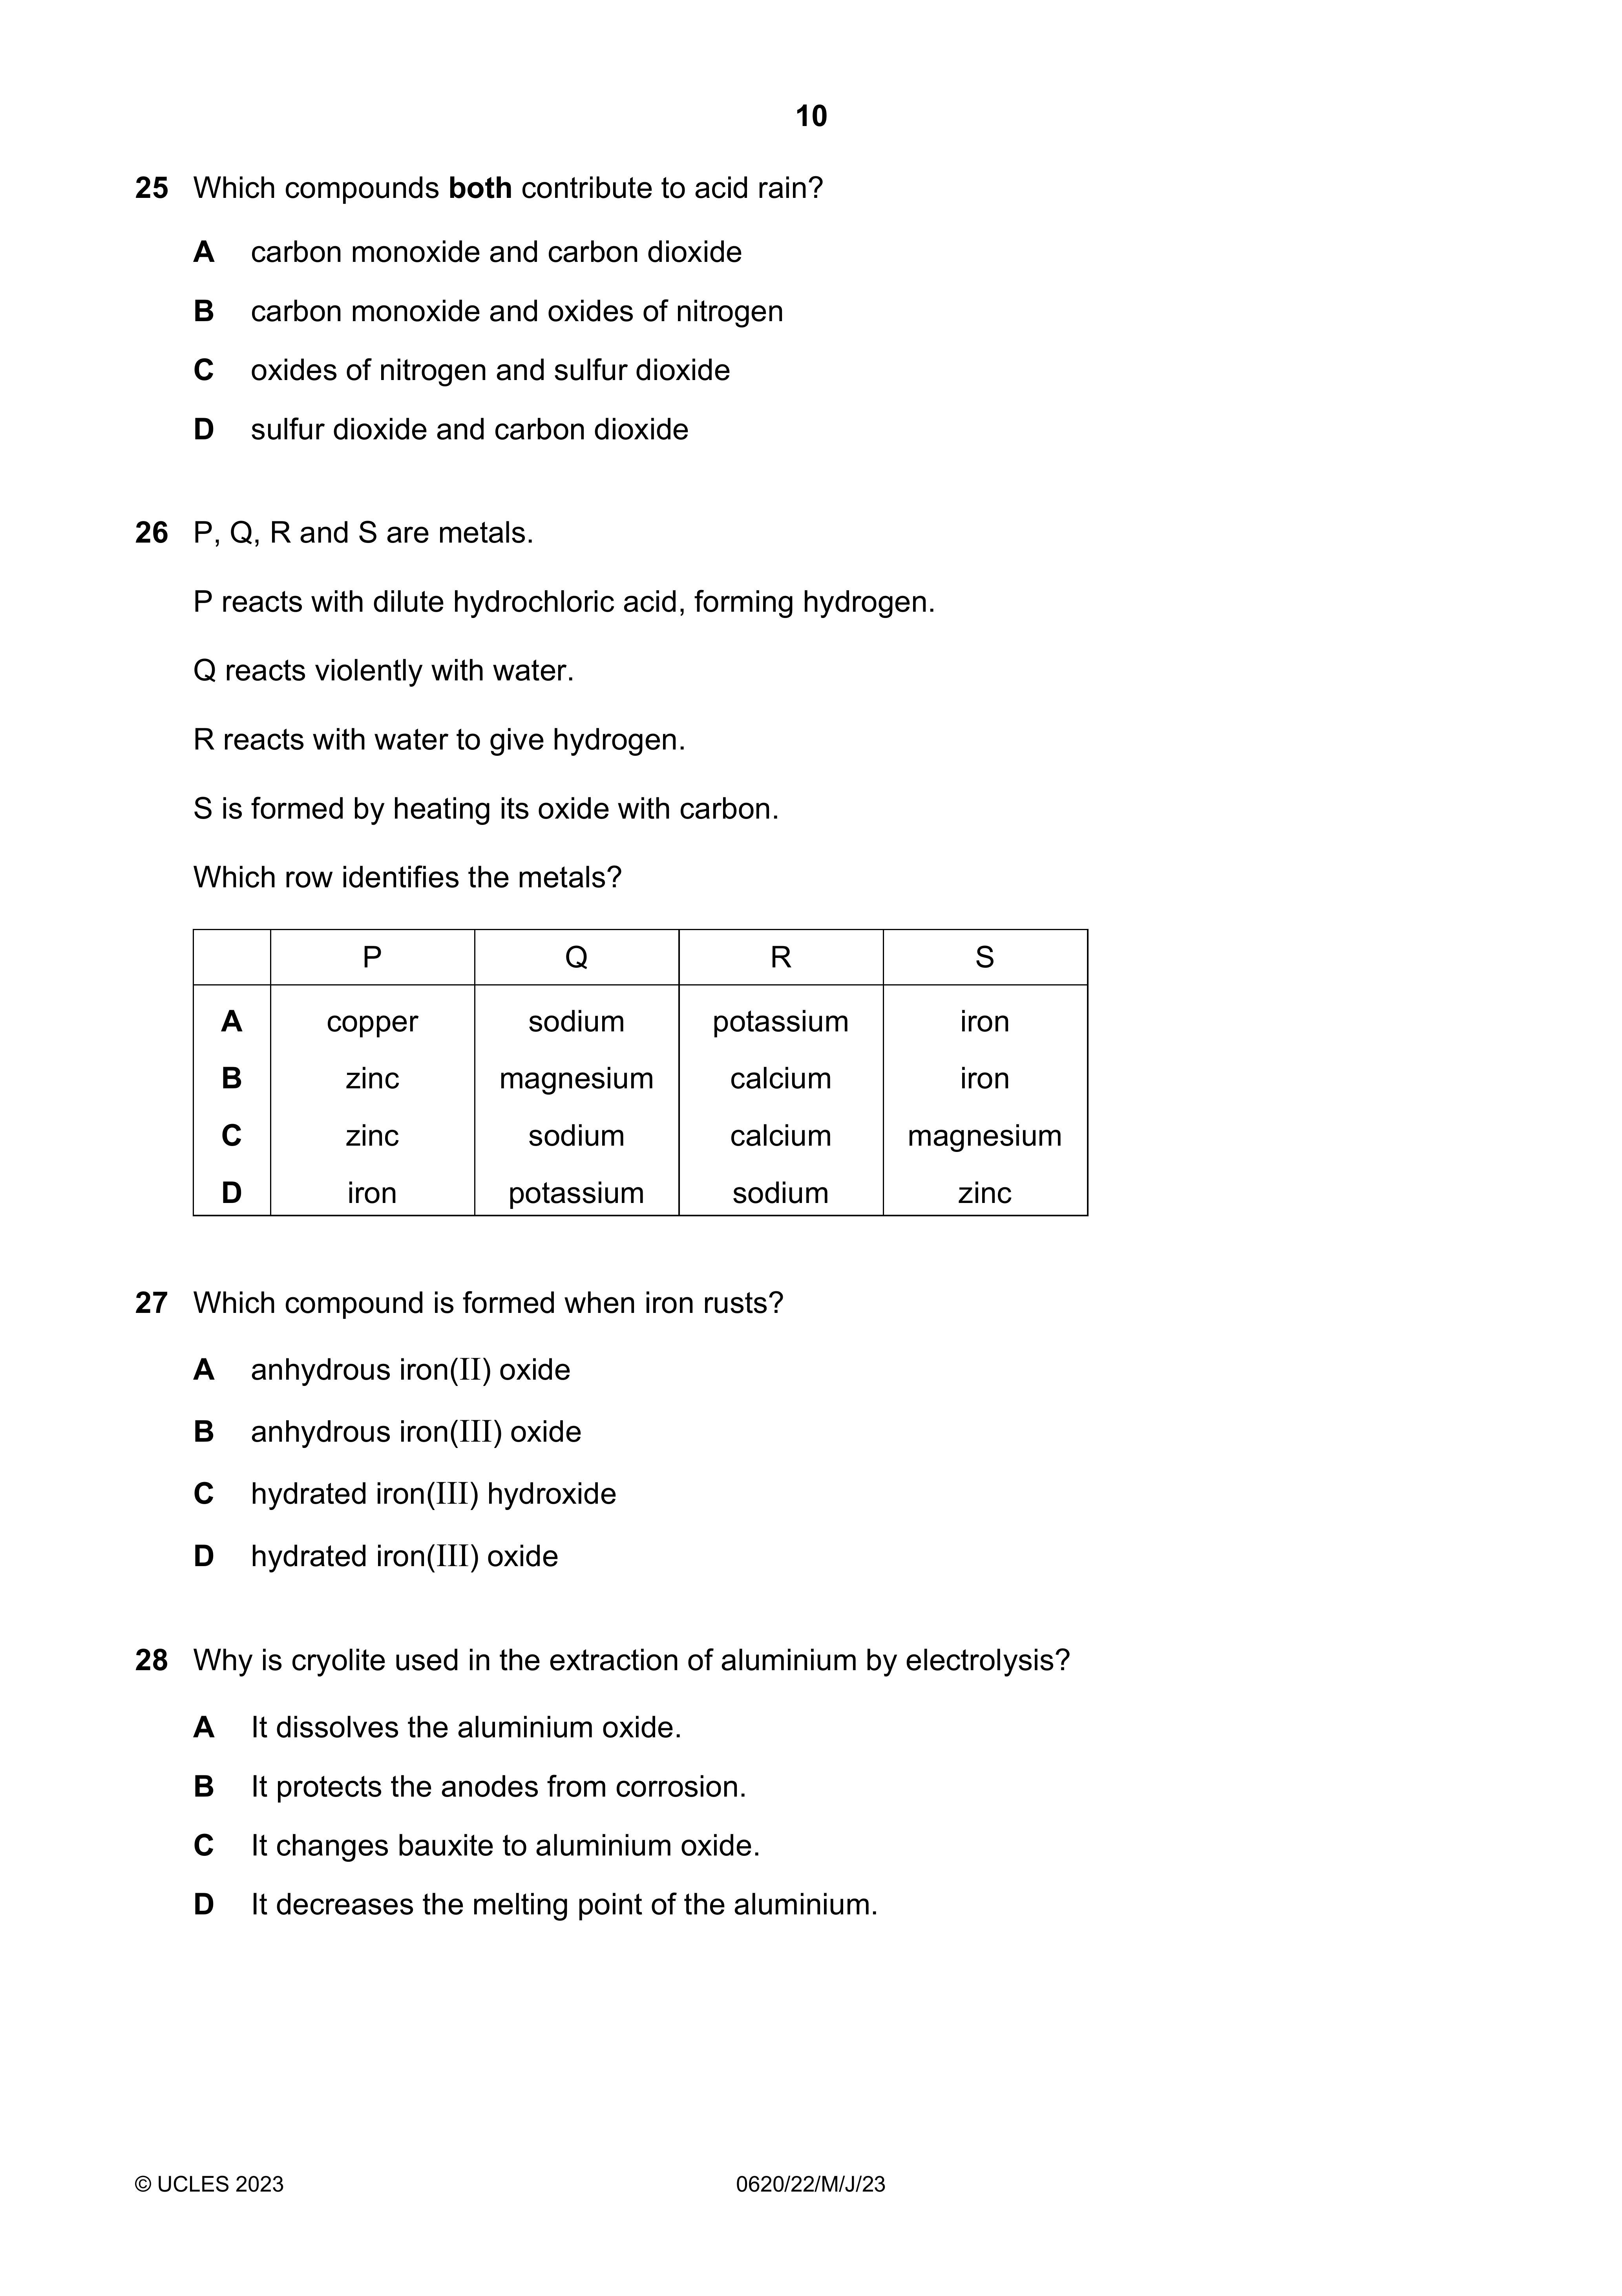 10
25 Which compounds both contribute to acid rain?
A carbon monoxide and carbon dioxide
B carbon monoxide and oxides of nitrogen
C oxides of nitrogen and sulfur dioxide
D sulfur dioxide and carbon dioxide
26 P, Q, R and S are metals.
P reacts with dilute hydrochloric acid, forming hydrogen.
Q reacts violently with water.
R reacts with water to give hydrogen.
S is formed by heating its oxide with carbon.
Which row identifies the metals?
P Q R S
A copper sodium potassium iron
B zinc magnesium calcium iron
C zinc sodium calcium magnesium
D iron potassium sodium zinc
27 Which compound is formed when iron rusts?
A anhydrous iron(II) oxide
B anhydrous iron(III) oxide
C hydrated iron(III) hydroxide
D hydrated iron(III) oxide
28 Why is cryolite used in the extraction of aluminium by electrolysis?
A It dissolves the aluminium oxide.
B It protects the anodes from corrosion.
C It changes bauxite to aluminium oxide.
D It decreases the melting point of the aluminium.
© UCLES 2023 0620/22/M/J/23